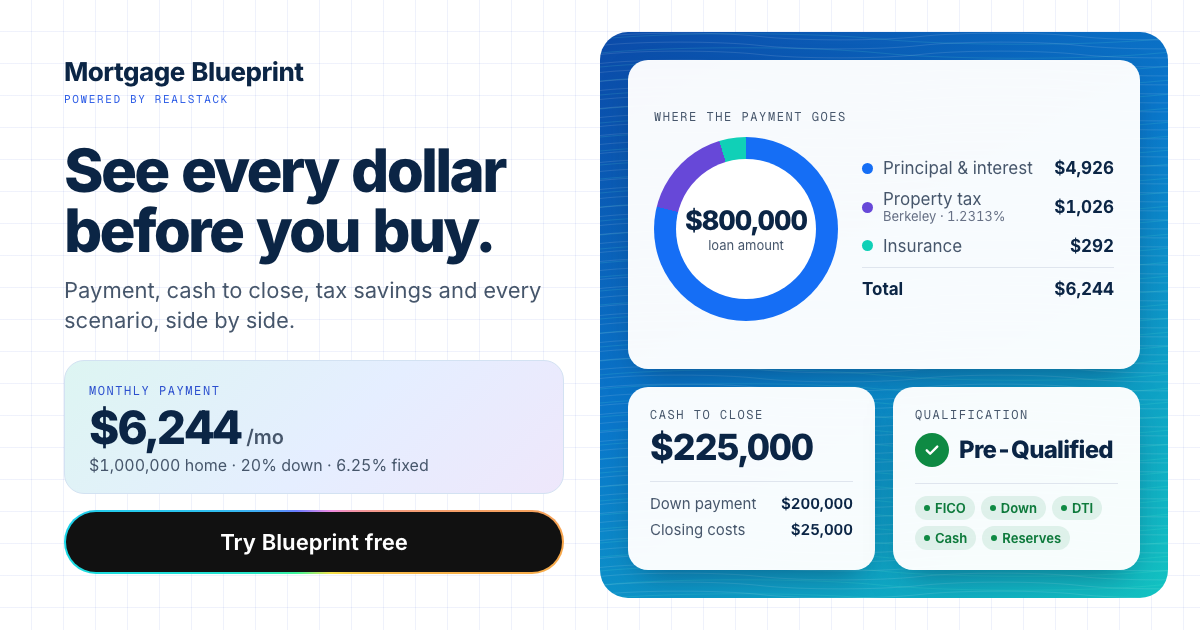 Mortgage Blueprint
POWERED BY REALSTACK
See every dollar
before you buy.
Payment, cash to close, tax savings and every
scenario, side by side.
MONTHLY PAYMENT
$6,244 /mo
$1,000,000 home · 20% down · 6.25% fixed
Try Blueprint free
WHERE THE PAYMENT GOES
$800,000
loan amount
Principal & interest $4,926
Property tax $1,026
Berkeley · 1.2313%
Insurance $292
Total $6,244
CASH TO CLOSE
$225,000
Down payment $200,000
Closing costs $25,000
QUALIFICATION
Pre-Qualified
FICO Down DTI
Cash Reserves